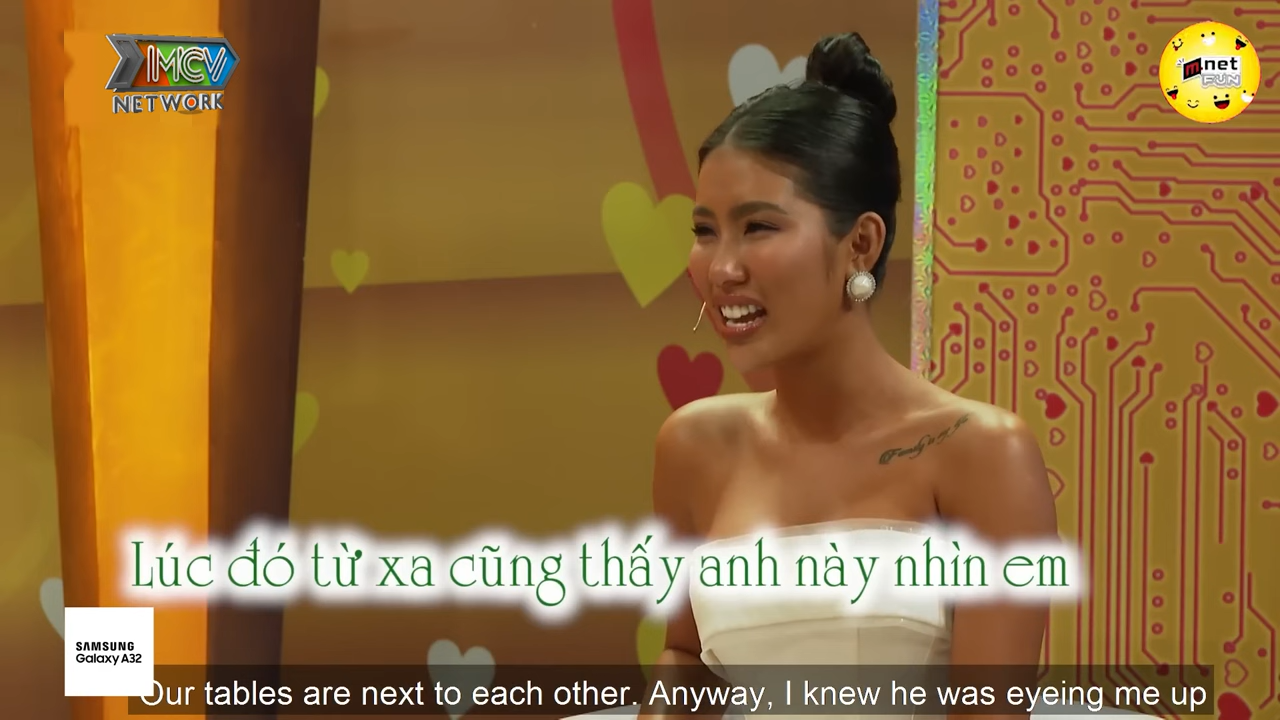 MCV
NETWORK
m.net
FUN
Lúc đó từ xa cũng thấy anh này nhìn em
SAMSUNG
Galaxy A32
Our tables are next to each other. Anyway, I knew he was eyeing me up